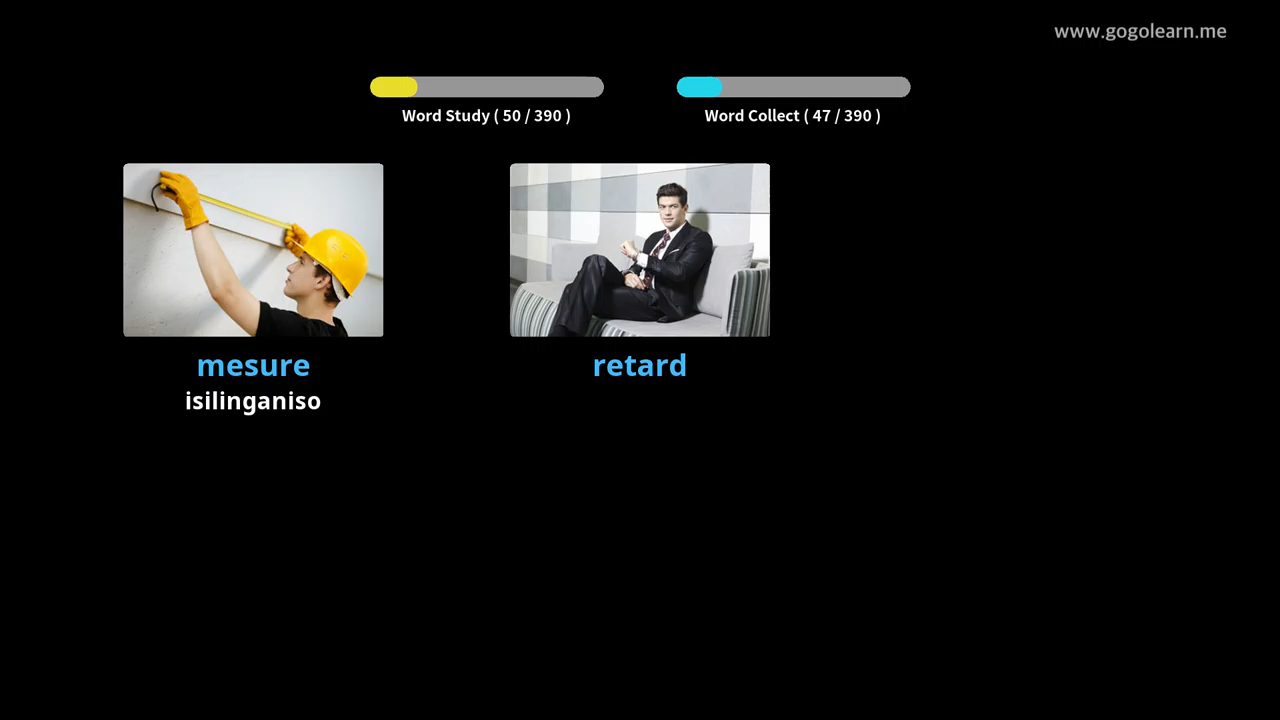 www.gogolearn.me
Word Study ( 50 / 390 )
Word Collect ( 47 / 390 )
mesure
retard
isilinganiso